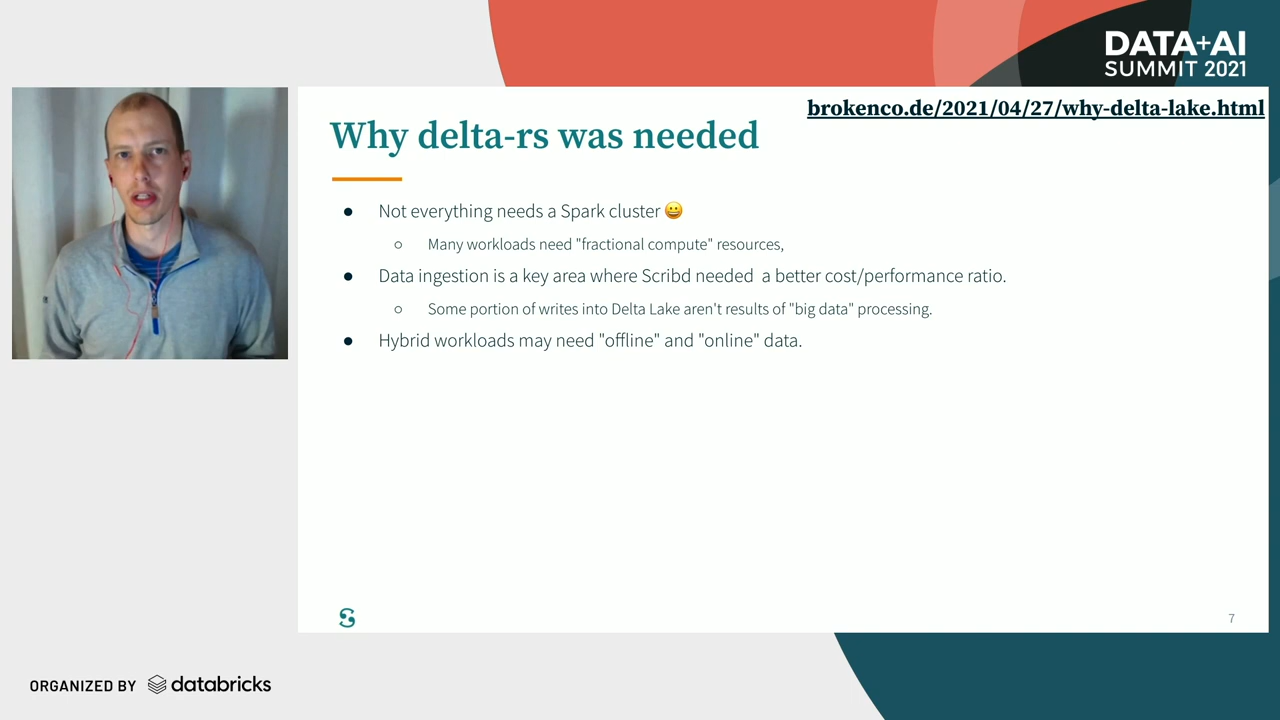 DATA+AI
SUMMIT 2021
brokenco.de/2021/04/27/why-delta-lake.html
Why delta-rs was needed
● Not everything needs a Spark cluster 😀
○ Many workloads need "fractional compute" resources,
● Data ingestion is a key area where Scribd needed a better cost/performance ratio.
○ Some portion of writes into Delta Lake aren't results of "big data" processing.
● Hybrid workloads may need "offline" and "online" data.
7
ORGANIZED BY databricks